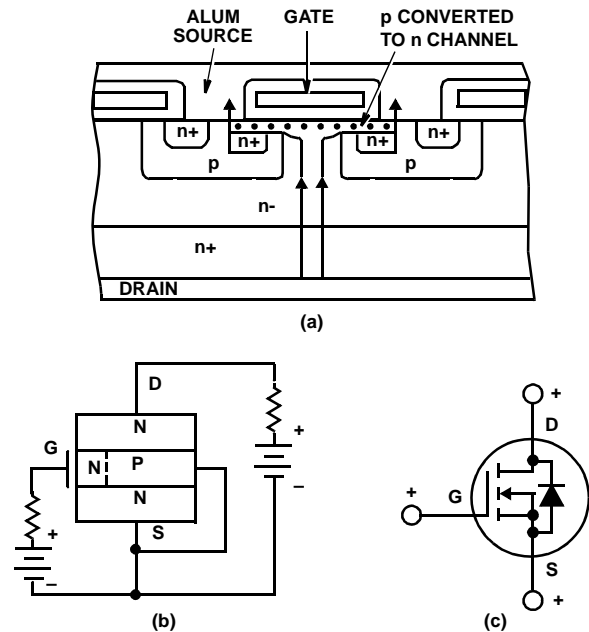 ALUM
SOURCE
GATE
p CONVERTED
TO n CHANNEL
n+
n+
n+
n+
p
p
n-
n+
DRAIN
(a)
D
N
G
N
P
N
S
+
–
+
–
(b)
+
D
+
G
S
+
(c)